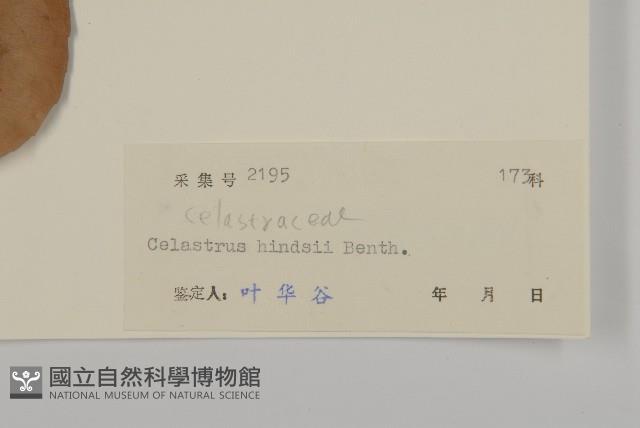 采集号 2195 173科
Celastraceae
Celastrus hindsii Benth.
鉴定人: 叶华谷 年 月 日
國立自然科學博物館
NATIONAL MUSEUM OF NATURAL SCIENCE